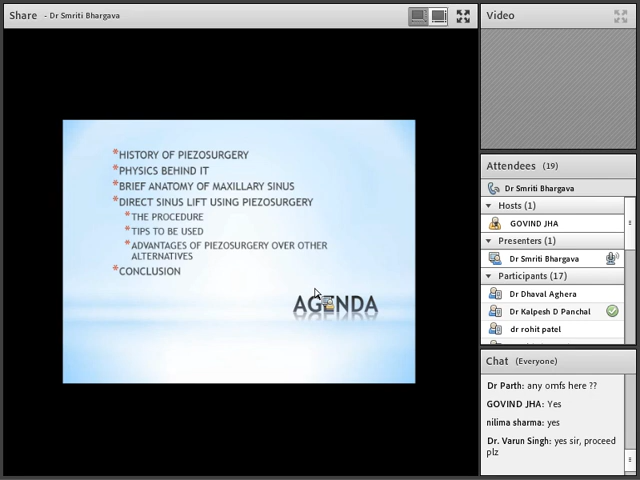 Share - Dr Smriti Bhargava
*HISTORY OF PIEZOSURGERY
*PHYSICS BEHIND IT
*BRIEF ANATOMY OF MAXILLARY SINUS
*DIRECT SINUS LIFT USING PIEZOSURGERY
*THE PROCEDURE
*TIPS TO BE USED
*ADVANTAGES OF PIEZOSURGERY OVER OTHER
ALTERNATIVES
*CONCLUSION
AGENDA
Video
Attendees (19)
Dr Smriti Bhargava
Hosts (1)
GOVIND JHA
Presenters (1)
Dr Smriti Bhargava
Participants (17)
Dr Dhaval Aghera
Dr Kalpesh D Panchal
dr rohit patel
Chat (Everyone)
Dr Parth: any omfs here ??
GOVIND JHA: Yes
nilima sharma: yes
Dr. Varun Singh: yes sir, proceed
plz